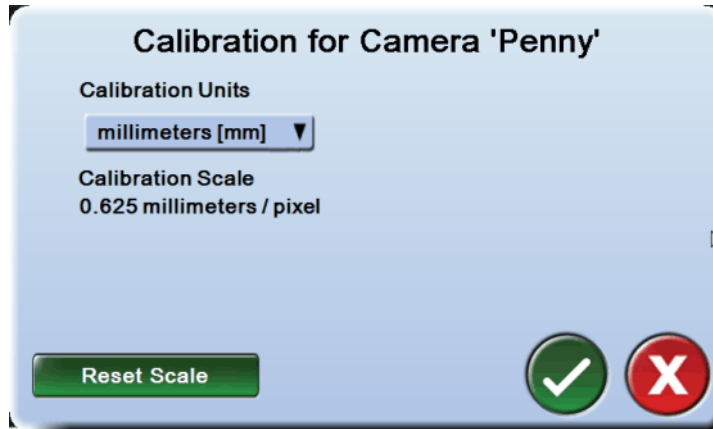 Calibration for Camera 'Penny'
Calibration Units
millimeters [mm]
Calibration Scale
0.625 millimeters / pixel
Reset Scale